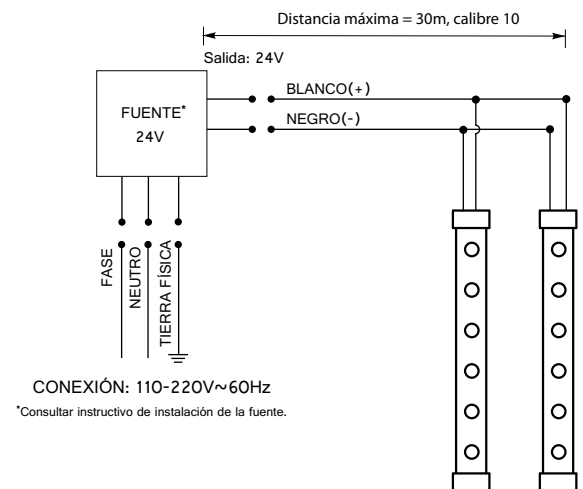 Distancia máxima = 30m, calibre 10
Salida: 24V
BLANCO(+)
FUENTE*
24V
NEGRO(-)
FASE
NEUTRO
TIERRA FÍSICA
CONEXIÓN: 110-220V~60Hz
*Consultar instructivo de instalación de la fuente.